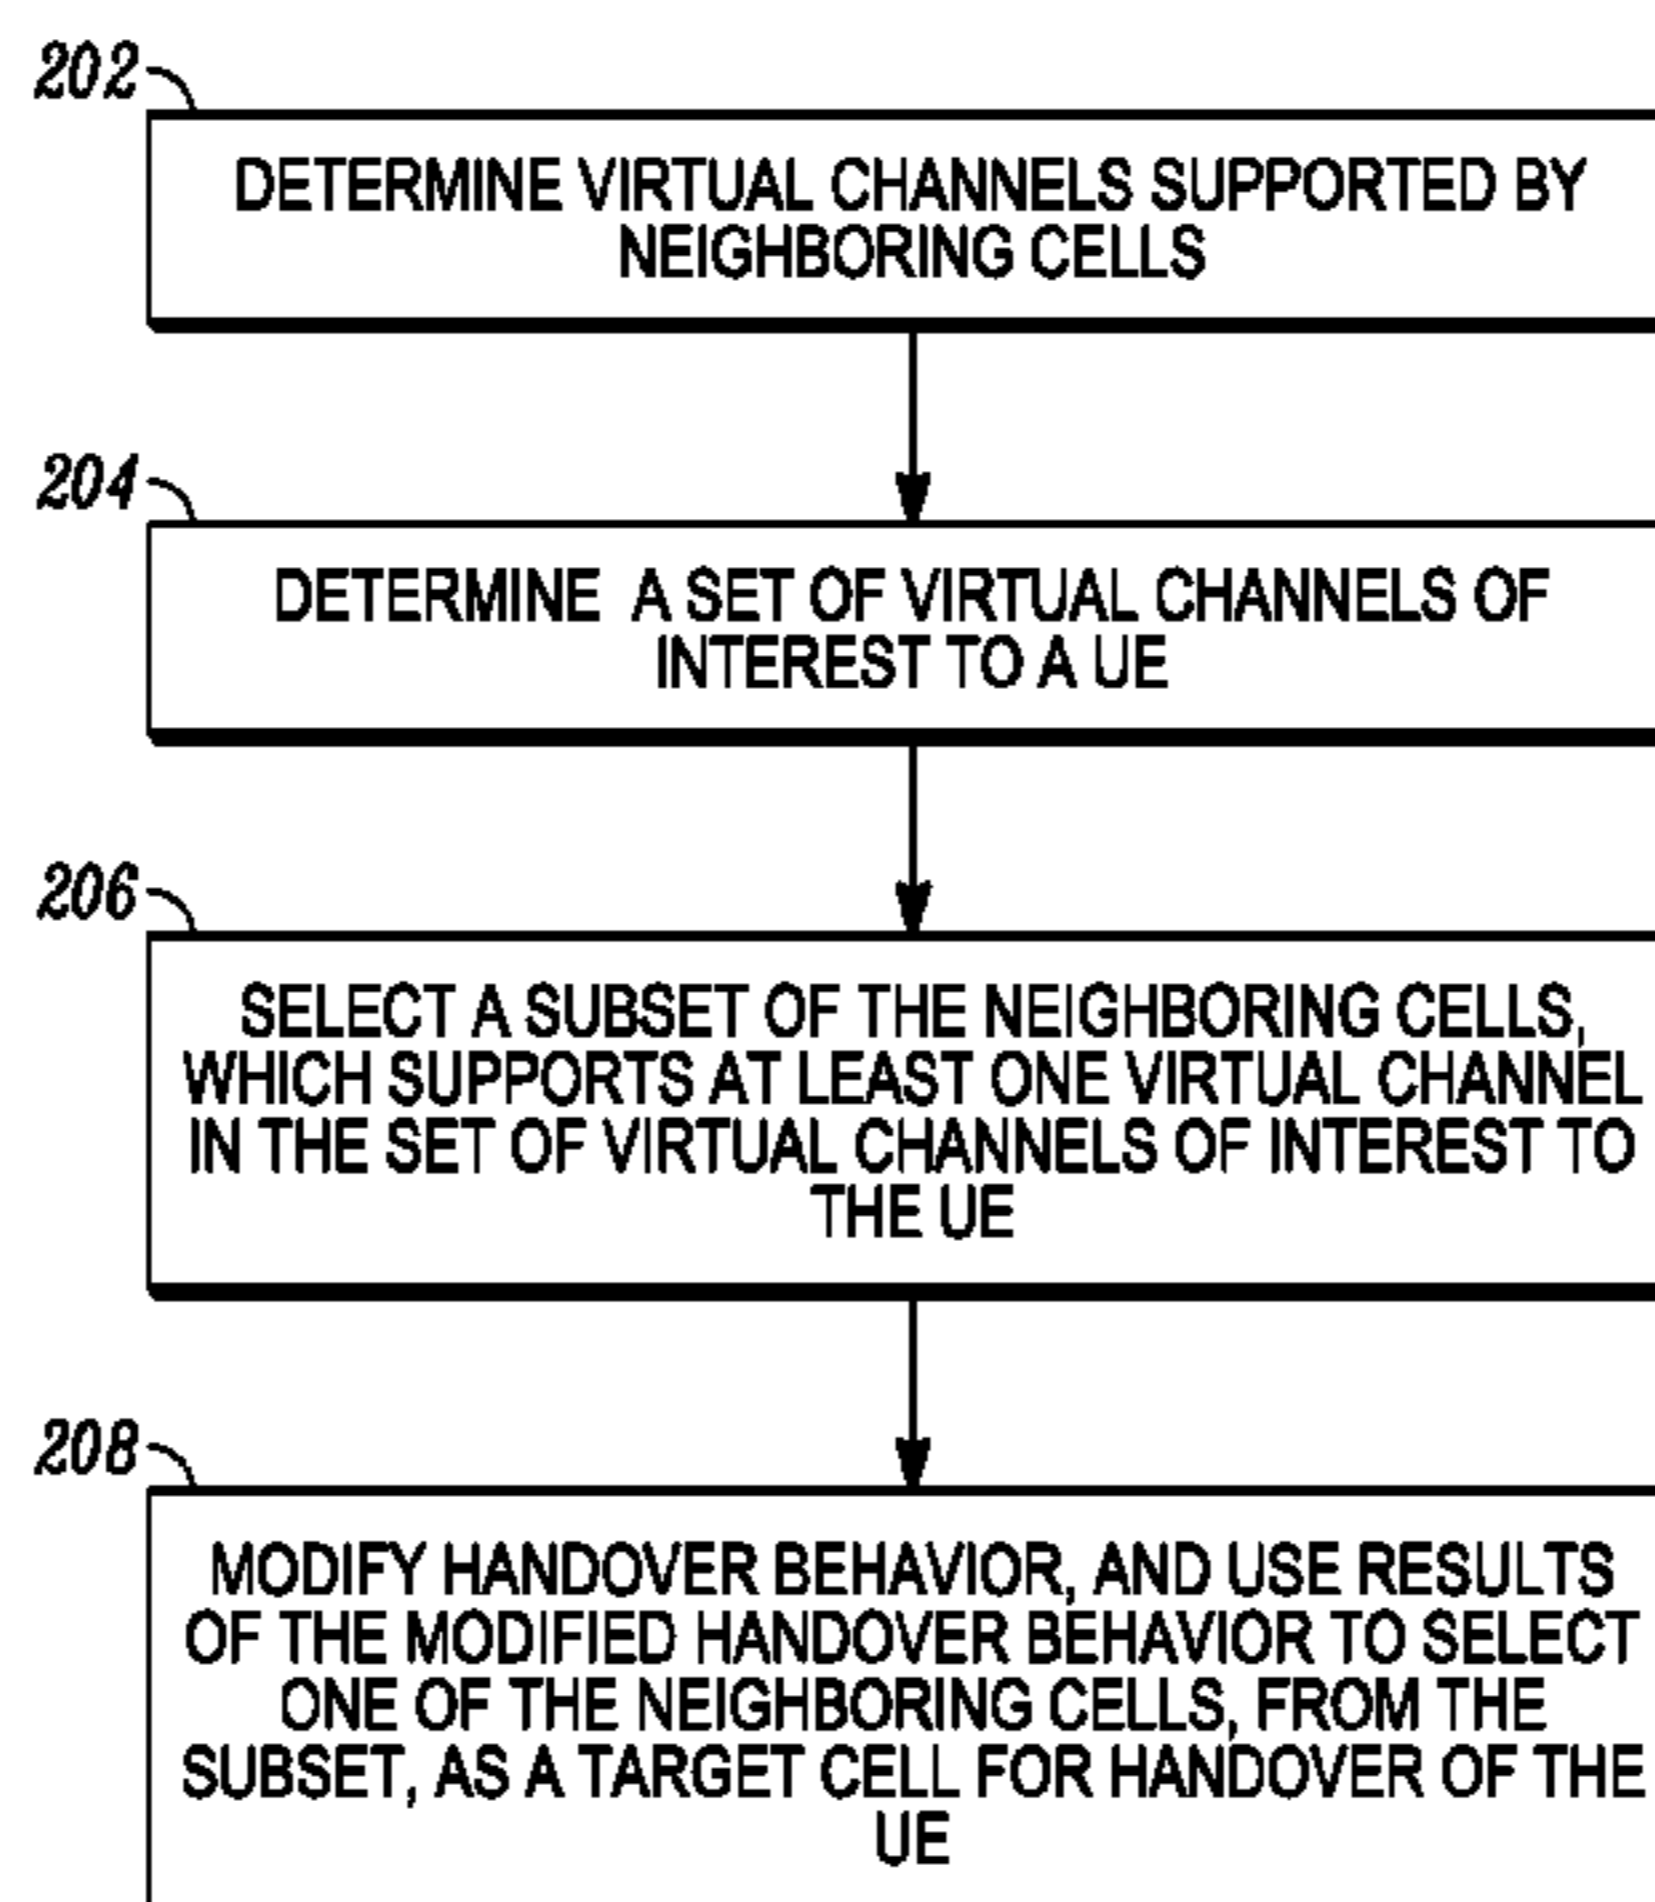 202
DETERMINE VIRTUAL CHANNELS SUPPORTED BY
NEIGHBORING CELLS
204
DETERMINE A SET OF VIRTUAL CHANNELS OF
INTEREST TO A UE
206
SELECT A SUBSET OF THE NEIGHBORING CELLS,
WHICH SUPPORTS AT LEAST ONE VIRTUAL CHANNEL
IN THE SET OF VIRTUAL CHANNELS OF INTEREST TO
THE UE
208
MODIFY HANDOVER BEHAVIOR, AND USE RESULTS
OF THE MODIFIED HANDOVER BEHAVIOR TO SELECT
ONE OF THE NEIGHBORING CELLS, FROM THE
SUBSET, AS A TARGET CELL FOR HANDOVER OF THE
UE